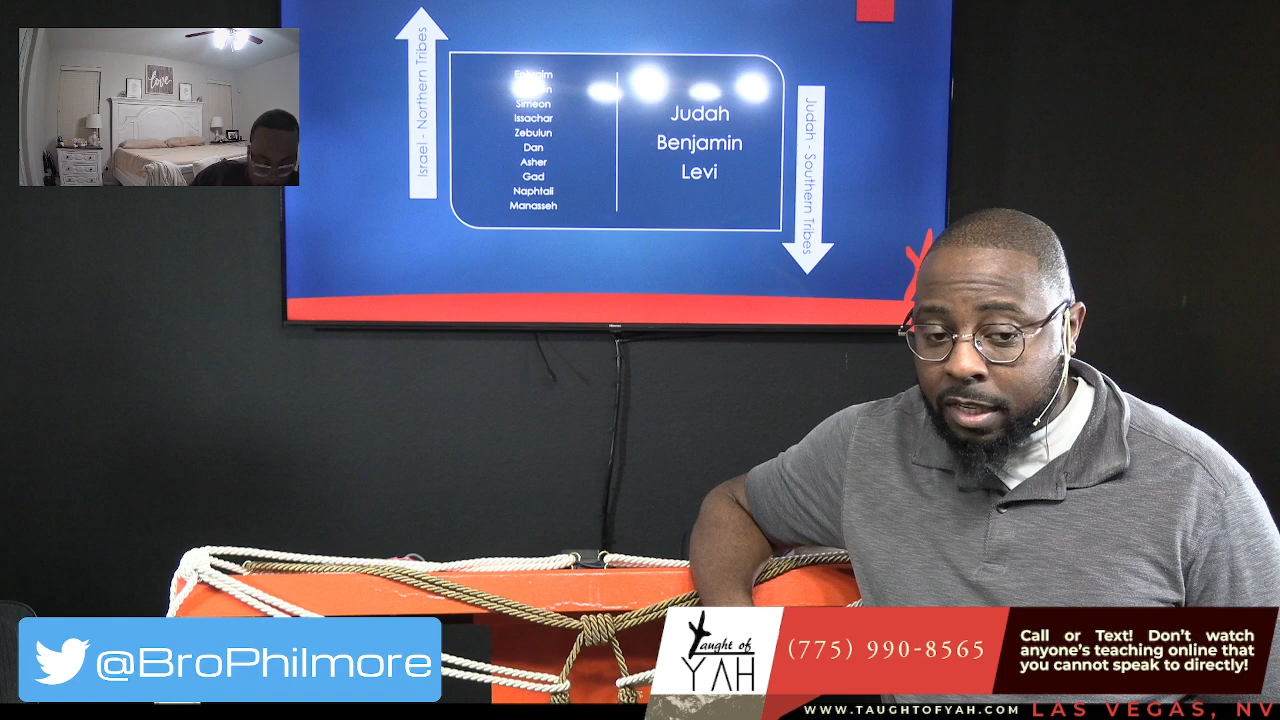 love
Israel - Northern Tribes
Ephraim
Simeon
Issachar
Zebulun
Dan
Asher
Gad
Naphtali
Manasseh
Judah
Benjamin
Levi
Judah - Southern Tribes
Hisense
@BroPhilmore
taught of
YAH
(775) 990-8565
Call or Text! Don't watch
anyone's teaching online that
you cannot speak to directly!
WWW.TAUGHTOFYAH.COM
LAS VEGAS, NV